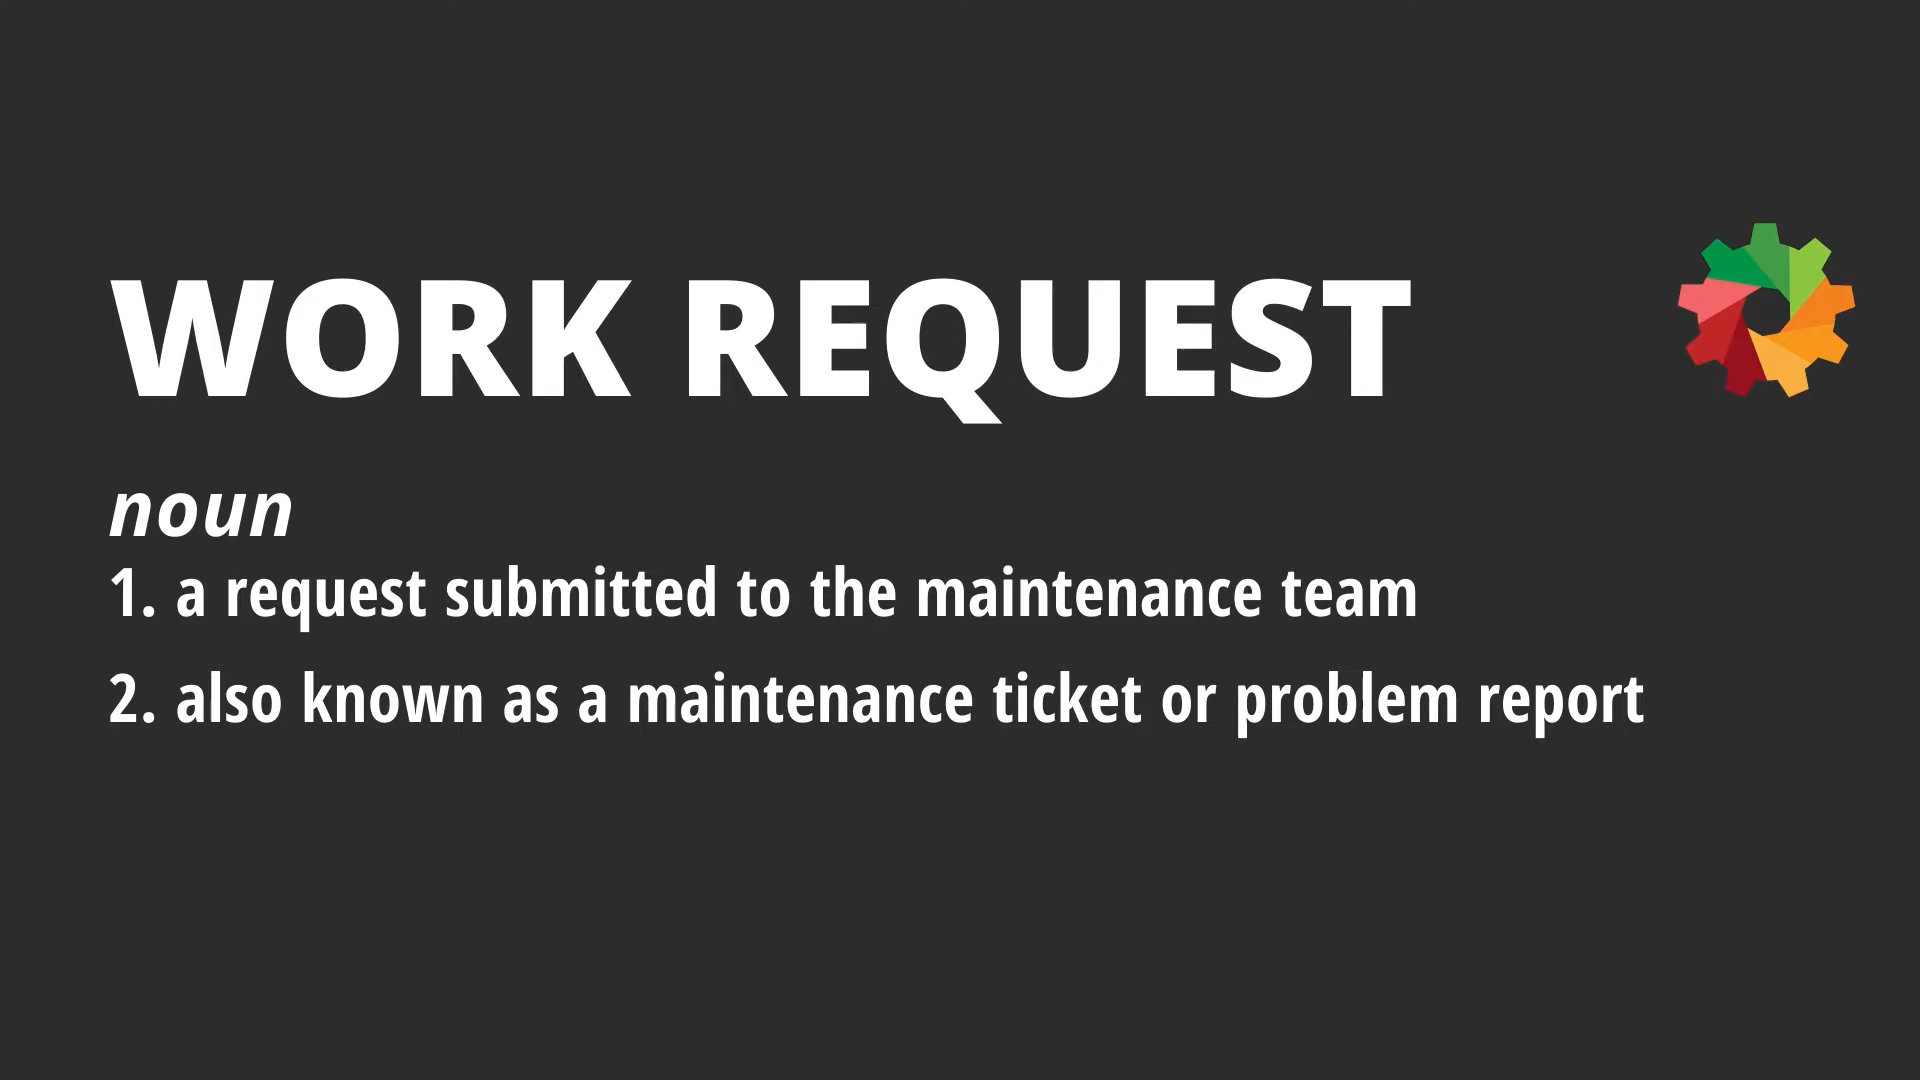 WORK REQUEST
noun
1. a request submitted to the maintenance team
2. also known as a maintenance ticket or problem report